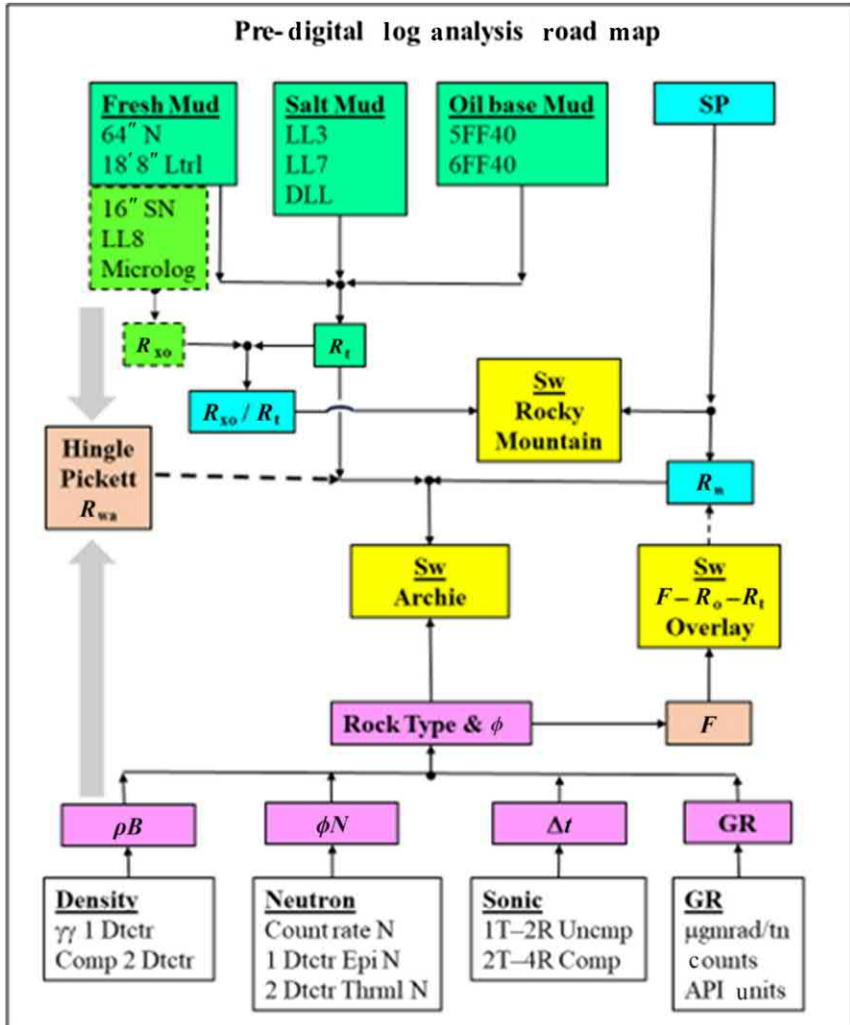 Pre-digital log analysis road map
Fresh Mud
64" N
18' 8" Ltrl
16" SN
LL8
Microlog
Salt Mud
LL3
LL7
DLL
Oil base Mud
5FF40
6FF40
SP
Rxo
Rt
Rxo / Rt
Sw
Rocky
Mountain
Hingle
Pickett
Rwa
Rw
Sw
Archie
Sw
F – Ro – Rt
Overlay
Rock Type & ϕ
F
ρB
ϕN
Δt
GR
Density
γγ 1 Dtctr
Comp 2 Dtctr
Neutron
Count rate N
1 Dtctr Epi N
2 Dtctr Thrml N
Sonic
1T–2R Uncmp
2T–4R Comp
GR
μgmrad/tn
counts
API units